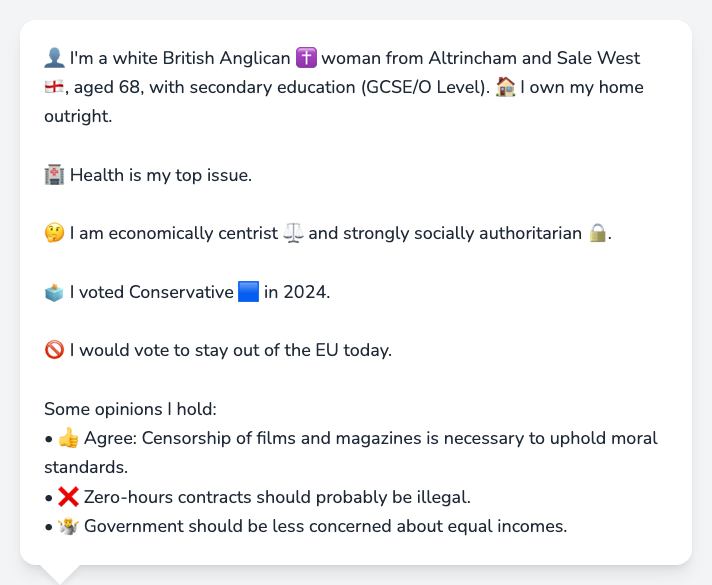 👤 I'm a white British Anglican ✝️ woman from Altrincham and Sale West
🏴󠁧󠁢󠁥󠁮󠁧󠁿, aged 68, with secondary education (GCSE/O Level). 🏠 I own my home
outright.
🏥 Health is my top issue.
🤔 I am economically centrist ⚖️ and strongly socially authoritarian 🔒.
🗳️ I voted Conservative 🟦 in 2024.
🚫 I would vote to stay out of the EU today.
Some opinions I hold:
• 👍 Agree: Censorship of films and magazines is necessary to uphold moral
standards.
• ❌ Zero-hours contracts should probably be illegal.
• 🤷 Government should be less concerned about equal incomes.